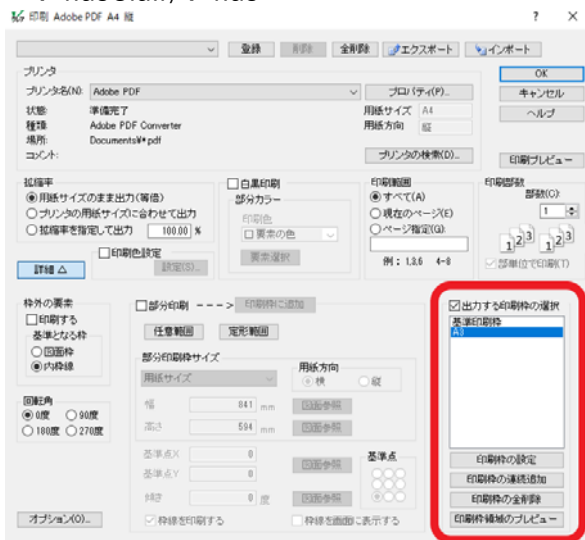 印刷 Adobe PDF A4 縦
? ×
登録 削除 全削除 エクスポート インポート
プリンタ
プリンタ名(N): Adobe PDF プロパティ(P)...
状態: 準備完了 用紙サイズ A4
種類: Adobe PDF Converter 用紙方向 縦
場所: Documents¥*.pdf
コメント: プリンタの検索(D)...
OK
キャンセル
ヘルプ
印刷プレビュー
拡縮率
用紙サイズのまま出力(等倍)
プリンタの用紙サイズに合わせて出力
拡縮率を指定して出力 100.00 %
白黒印刷
部分カラー
印刷色
要素の色
要素選択
印刷範囲
すべて(A)
現在のページ(E)
ページ指定(G)
例: 1,3,6 4-8
印刷部数
部数(C):
1
1 2 3 1 2 3
部単位で印刷(T)
詳細 △
印刷色設定
設定(S)...
枠外の要素
印刷する
基準となる枠
図面枠
内枠線
回転角
0度 90度
180度 270度
オプション(O)...
部分印刷 ---> 印刷枠に追加
任意範囲 定形範囲
部分印刷枠サイズ
用紙サイズ
用紙方向
横 縦
幅 841 mm 図面参照
高さ 594 mm 図面参照
基準点X 0
基準点Y 0
図面参照
基準点
傾き 0 度 図面参照
枠線を印刷する 枠線を画面に表示する
出力する印刷枠の選択
基準印刷枠
A3
印刷枠の設定
印刷枠の連続追加
印刷枠の全削除
印刷枠領域のプレビュー